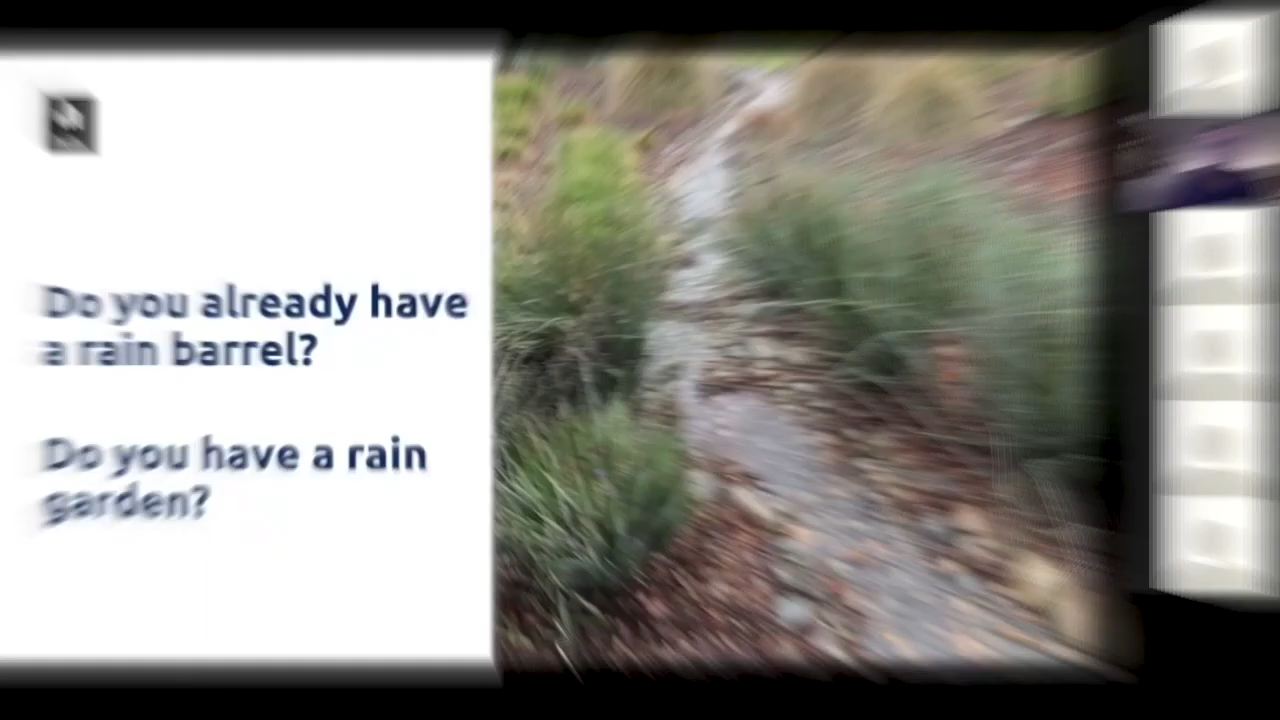 Do you already have
a rain barrel?
Do you have a rain
garden?